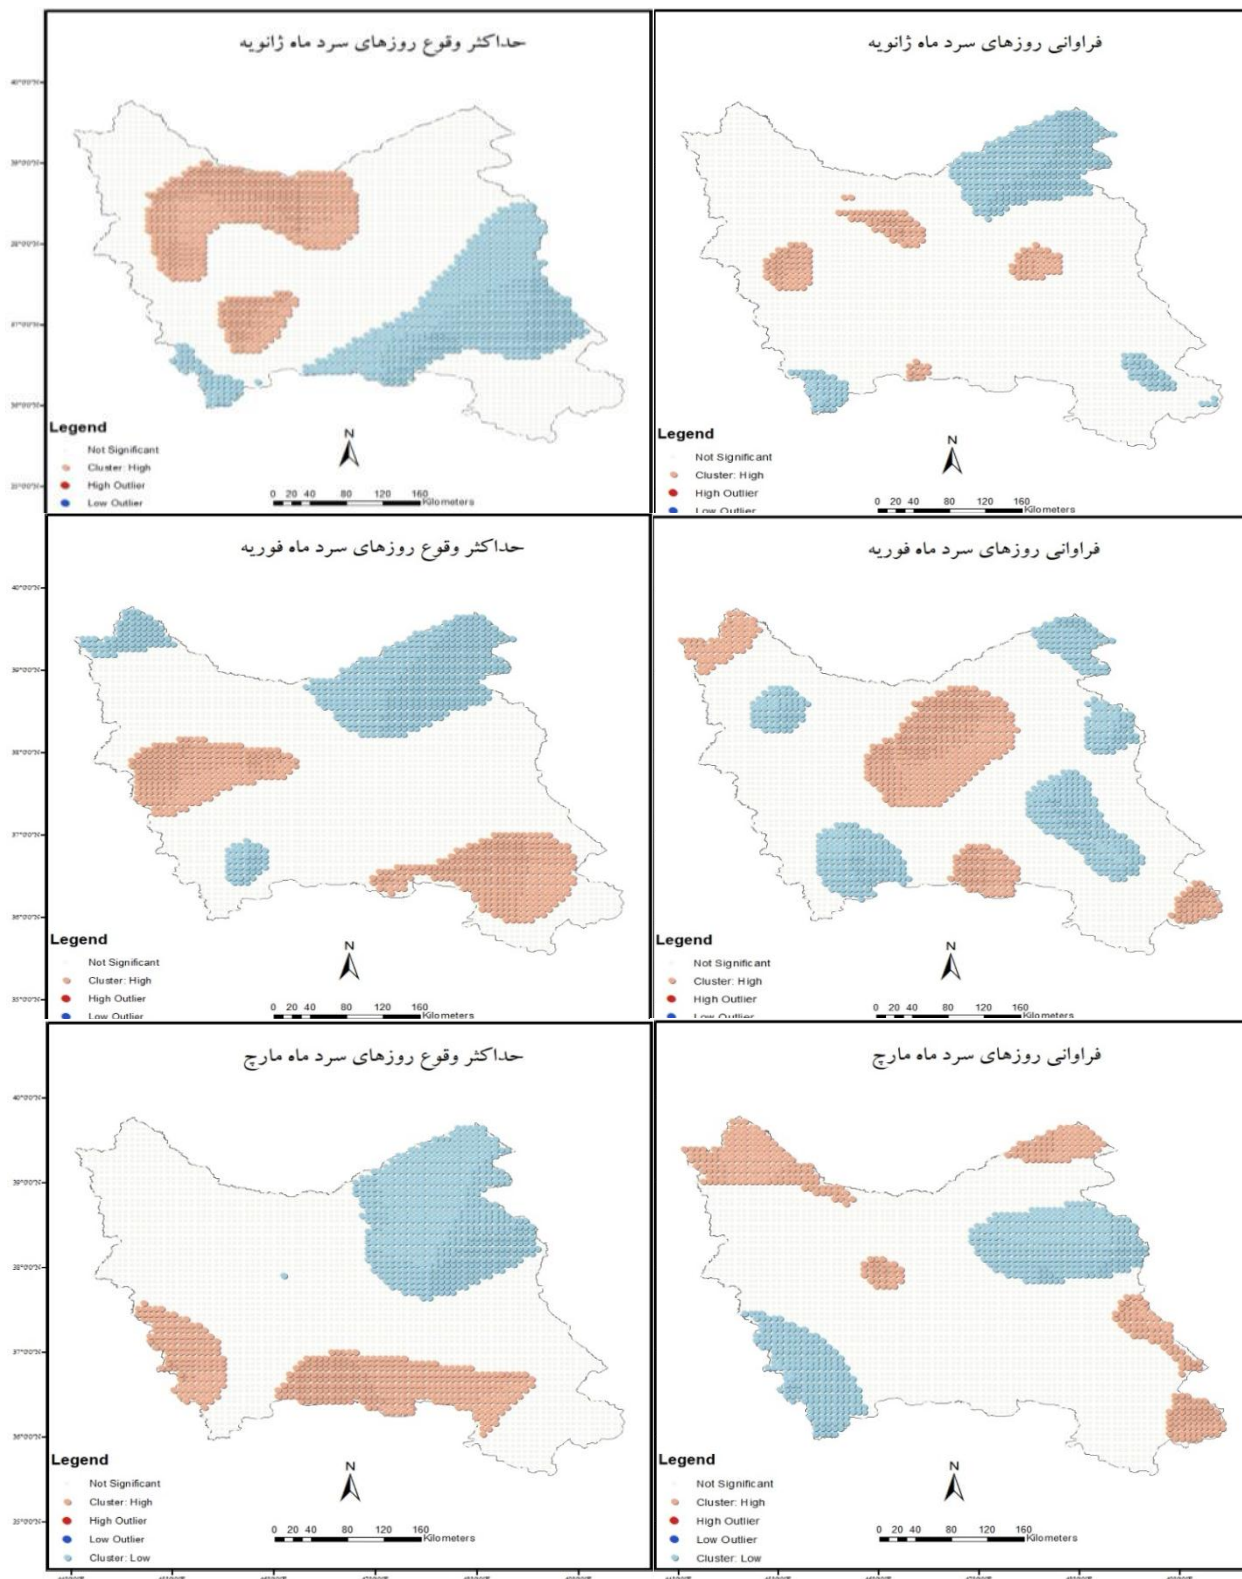 حداکثر وقوع روزهای سرد ماه ژانویه
Legend
Not Significant
Cluster: High
High Outlier
Low Outlier
N
0 20 40 80 120 160
Kilometers
فراوانی روزهای سرد ماه ژانویه
Legend
Not Significant
Cluster: High
High Outlier
Low Outlier
N
0 20 40 80 120 160
Kilometers
حداکثر وقوع روزهای سرد ماه فوریه
Legend
Not Significant
Cluster: High
High Outlier
Low Outlier
N
0 20 40 80 120 160
Kilometers
فراوانی روزهای سرد ماه فوریه
Legend
Not Significant
Cluster: High
High Outlier
Low Outlier
N
0 20 40 80 120 160
Kilometers
حداکثر وقوع روزهای سرد ماه مارچ
Legend
Not Significant
Cluster: High
High Outlier
Low Outlier
Cluster: Low
N
0 20 40 80 120 160
Kilometers
فراوانی روزهای سرد ماه مارچ
Legend
Not Significant
Cluster: High
High Outlier
Low Outlier
Cluster: Low
N
0 20 40 80 120 160
Kilometers